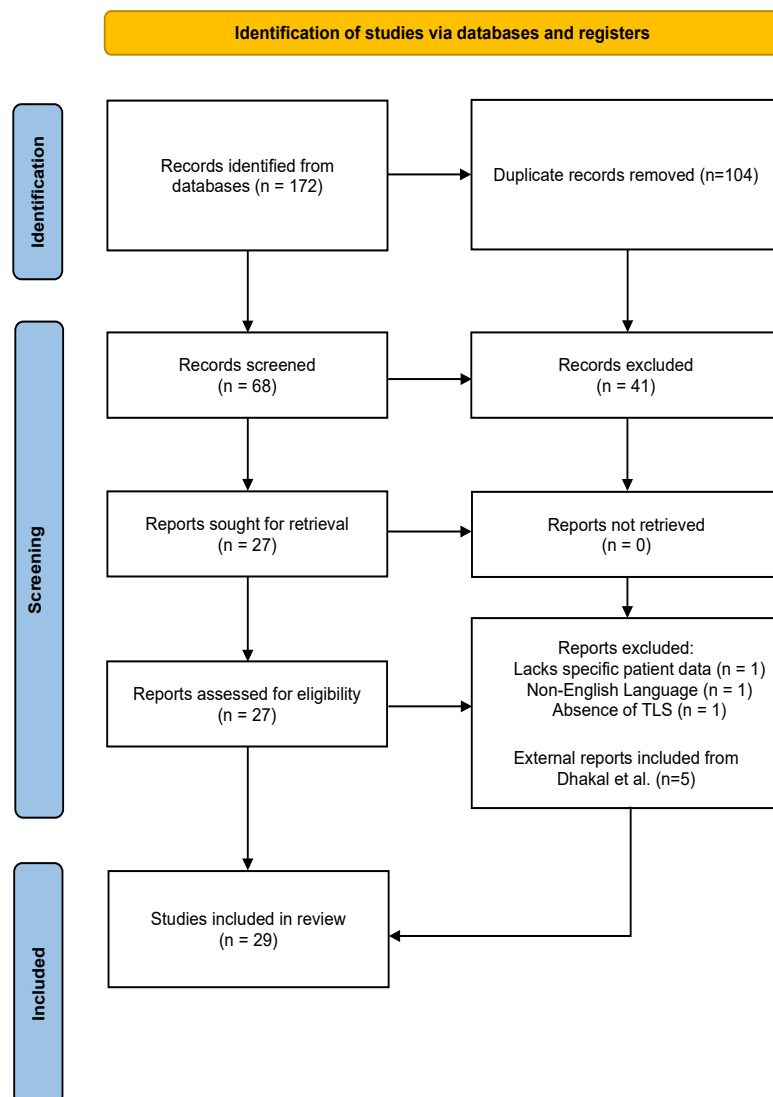 Identification of studies via databases and registers
Identification
Records identified from
databases (n = 172)
Duplicate records removed (n=104)
Screening
Records screened
(n = 68)
Records excluded
(n = 41)
Reports sought for retrieval
(n = 27)
Reports not retrieved
(n = 0)
Reports assessed for eligibility
(n = 27)
Reports excluded:
Lacks specific patient data (n = 1)
Non-English Language (n = 1)
Absence of TLS (n = 1)
External reports included from
Dhakal et al. (n=5)
Included
Studies included in review
(n = 29)